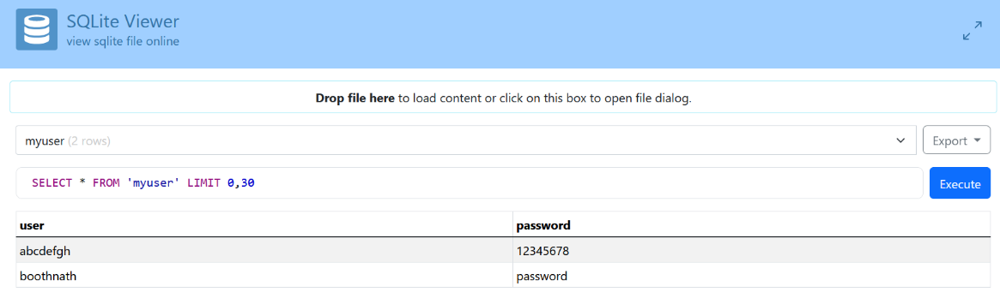 SQLite Viewer
view sqlite file online
Drop file here to load content or click on this box to open file dialog.
myuser (2 rows)
Export
SELECT * FROM 'myuser' LIMIT 0,30
Execute
user password
abcdefgh 12345678
boothnath password